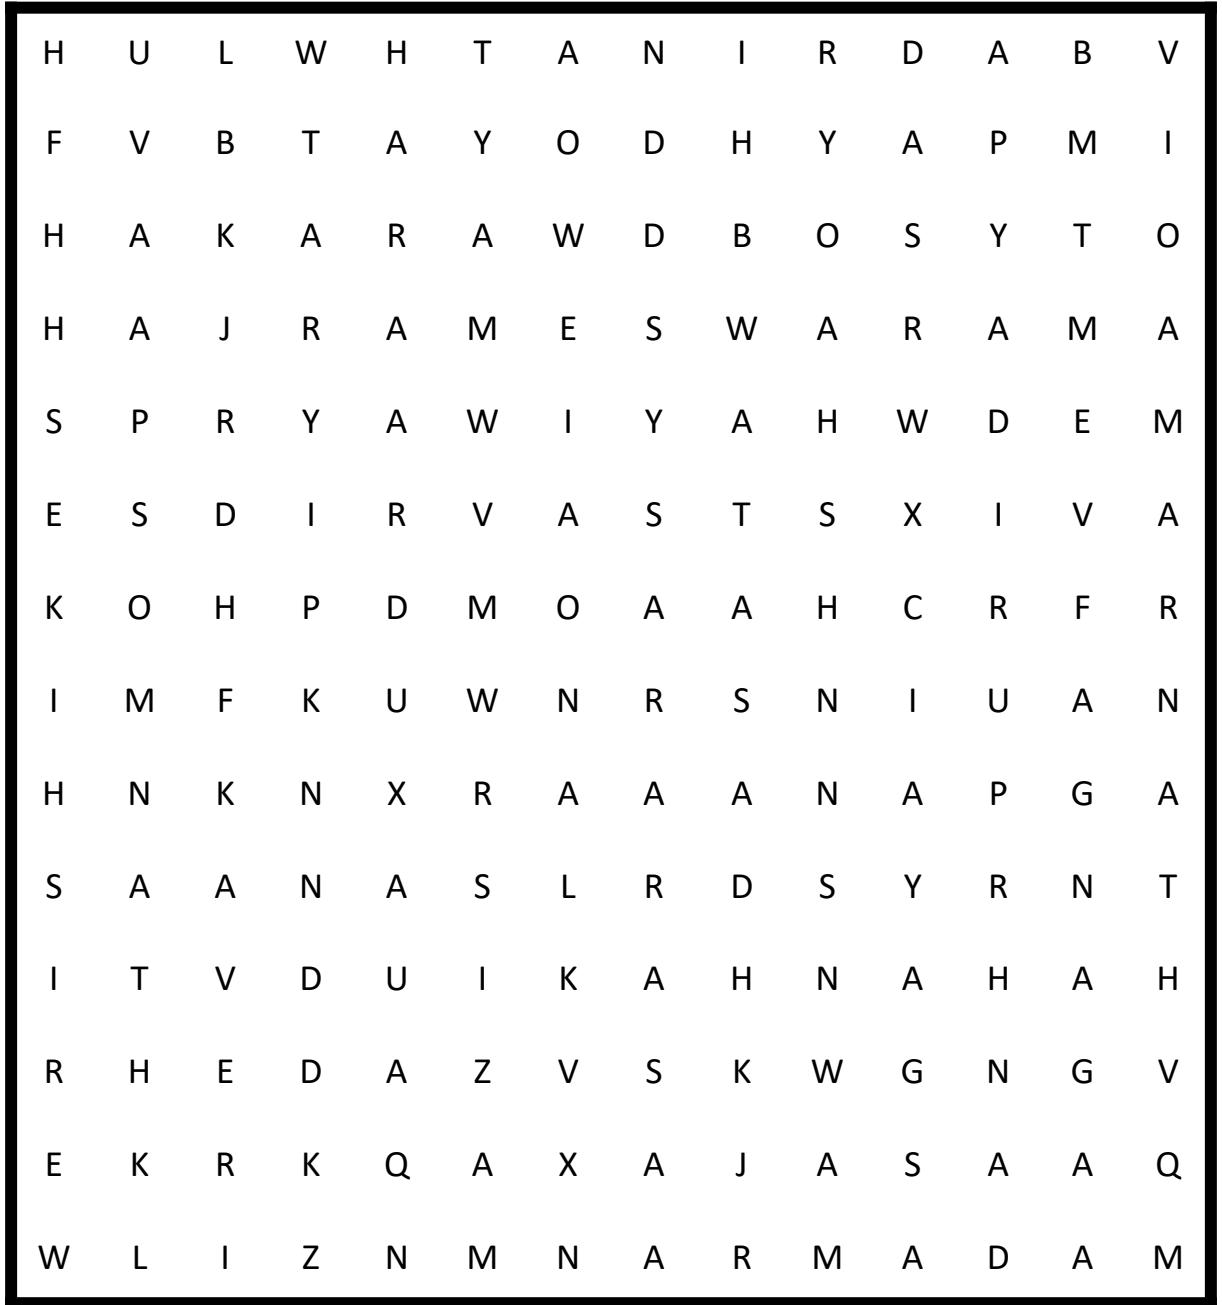 H U L W H T A N I R D A B V
F V B T A Y O D H Y A P M I
H A K A R A W D B O S Y T O
H A J R A M E S W A R A M A
S P R Y A W I Y A H W D E M
E S D I R V A S T S X I V A
K O H P D M O A A H C R F R
I M F K U W N R S N I U A N
H N K N X R A A A N A P G A
S A A N A S L R D S Y R N T
I T V D U I K A H N A H A H
R H E D A Z V S K W G N G V
E K R K Q A X A J A S A A Q
W L I Z N M N A R M A D A M